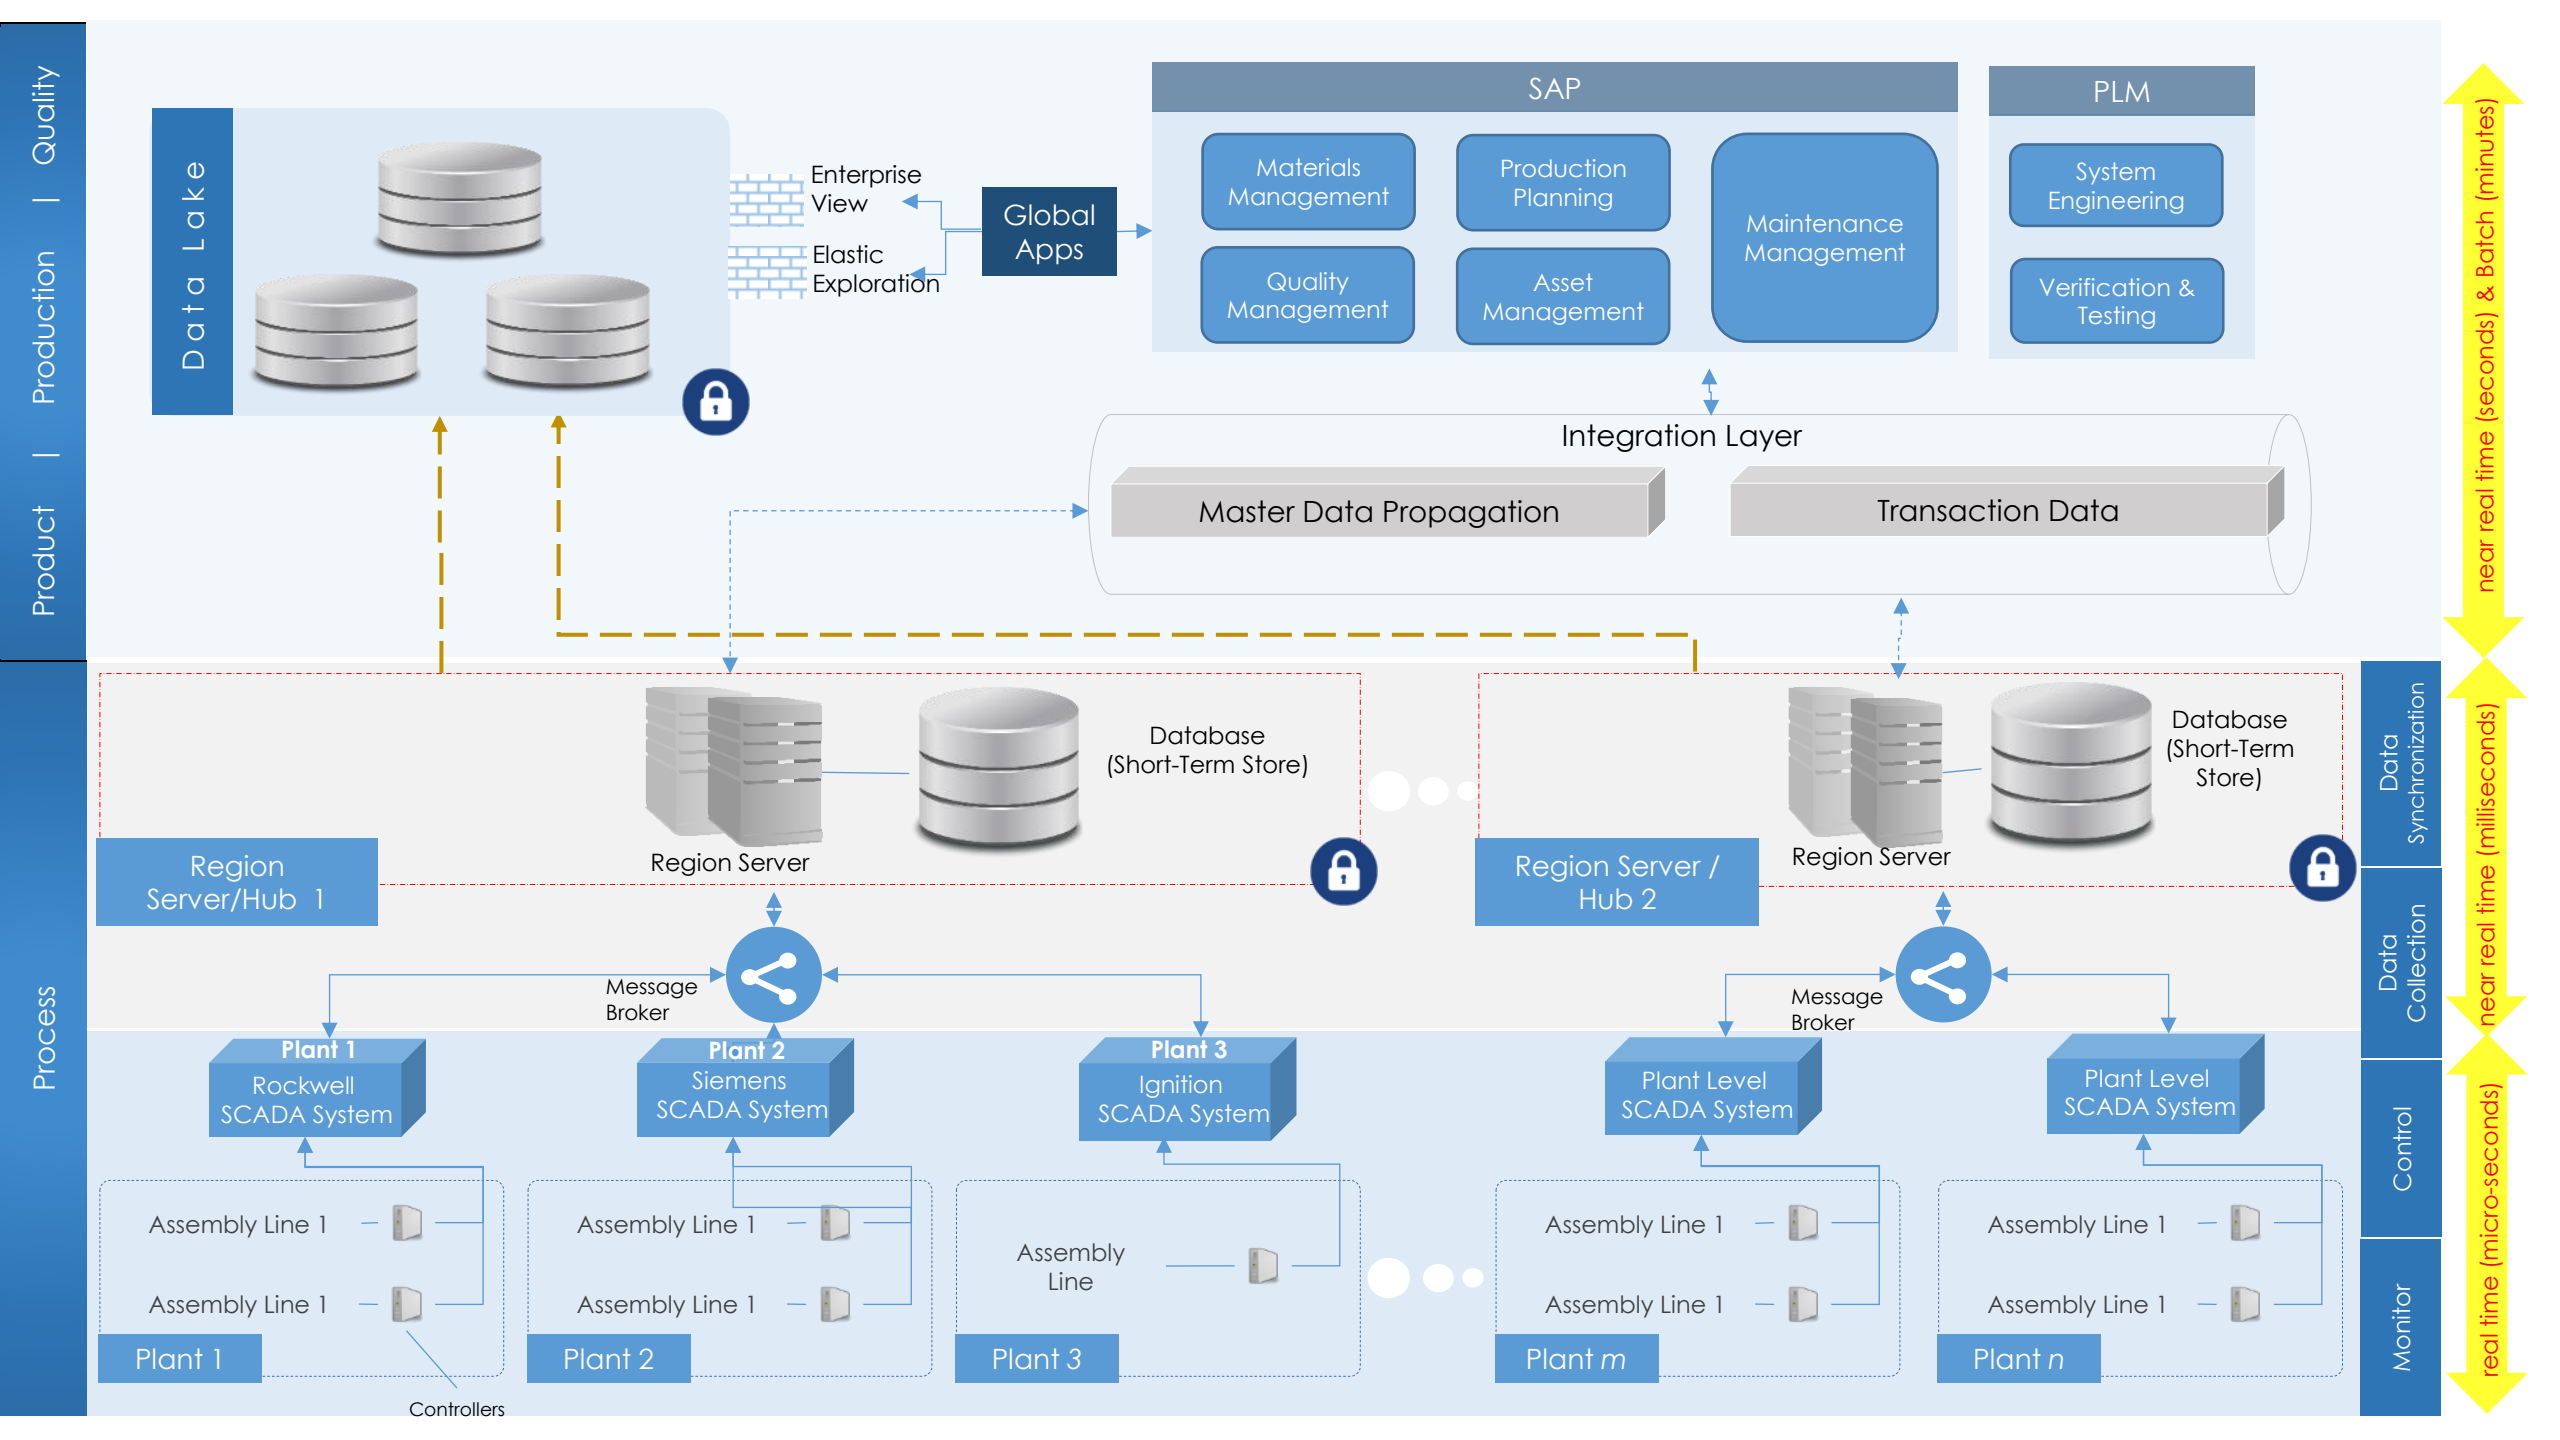 Quality
|
Production
|
Product
Process
Data Lake
Enterprise
View
Elastic
Exploration
Global
Apps
SAP
Materials
Management
Production
Planning
Maintenance
Management
Quality
Management
Asset
Management
PLM
System
Engineering
Verification &
Testing
near real time (seconds) & Batch (minutes)
Integration Layer
Master Data Propagation
Transaction Data
Database
(Short-Term Store)
Region Server
Region
Server/Hub 1
Database
(Short-Term
Store)
Region Server
Region Server /
Hub 2
Data
Synchronization
Data
Collection
near real time (milliseconds)
Message
Broker
Message
Broker
Plant 1
Rockwell
SCADA System
Plant 2
Siemens
SCADA System
Plant 3
Ignition
SCADA System
Plant Level
SCADA System
Plant Level
SCADA System
Control
Monitor
real time (micro-seconds)
Assembly Line 1
Assembly Line 1
Plant 1
Controllers
Assembly Line 1
Assembly Line 1
Plant 2
Assembly
Line
Plant 3
Assembly Line 1
Assembly Line 1
Plant m
Assembly Line 1
Assembly Line 1
Plant n